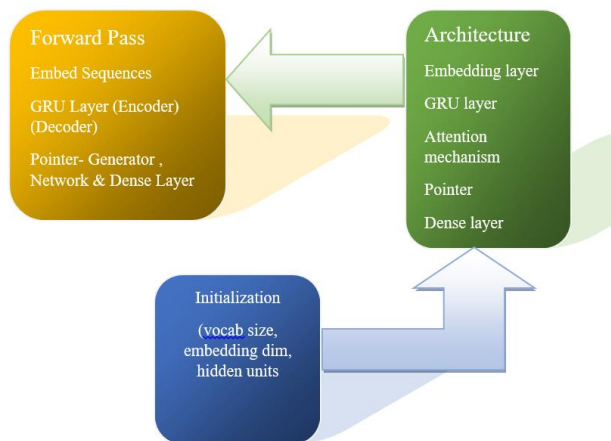 Forward Pass
Embed Sequences
GRU Layer (Encoder)
(Decoder)
Pointer- Generator ,
Network & Dense Layer
Architecture
Embedding layer
GRU layer
Attention
mechanism
Pointer
Dense layer
Initialization
(vocab size,
embedding dim,
hidden units